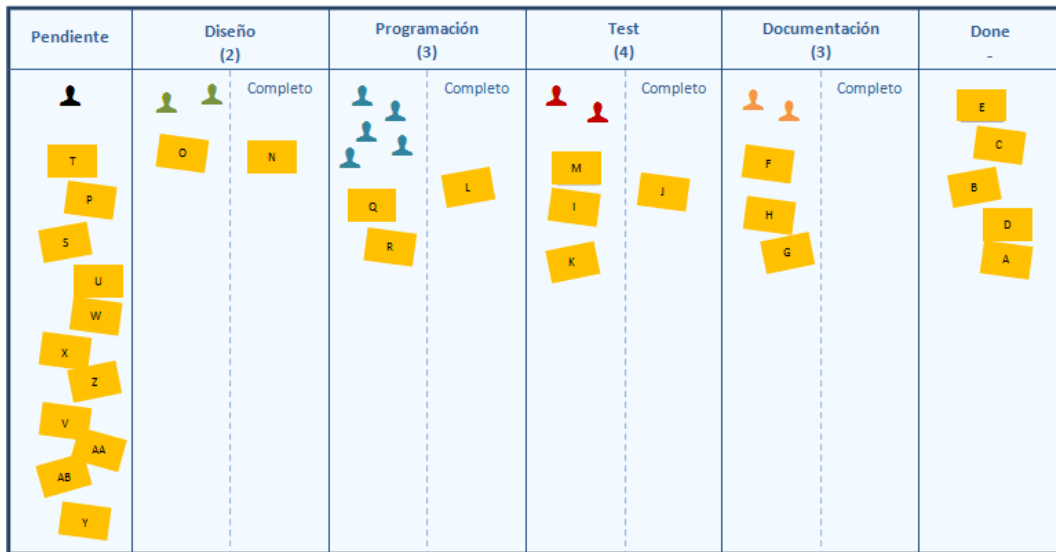 Pendiente
Diseño
(2)
Programación
(3)
Test
(4)
Documentación
(3)
Done
-
Completo
Completo
Completo
Completo
T
P
S
U
W
X
Z
V
AA
AB
Y
O
N
Q
R
L
M
I
K
J
F
H
G
E
C
B
D
A